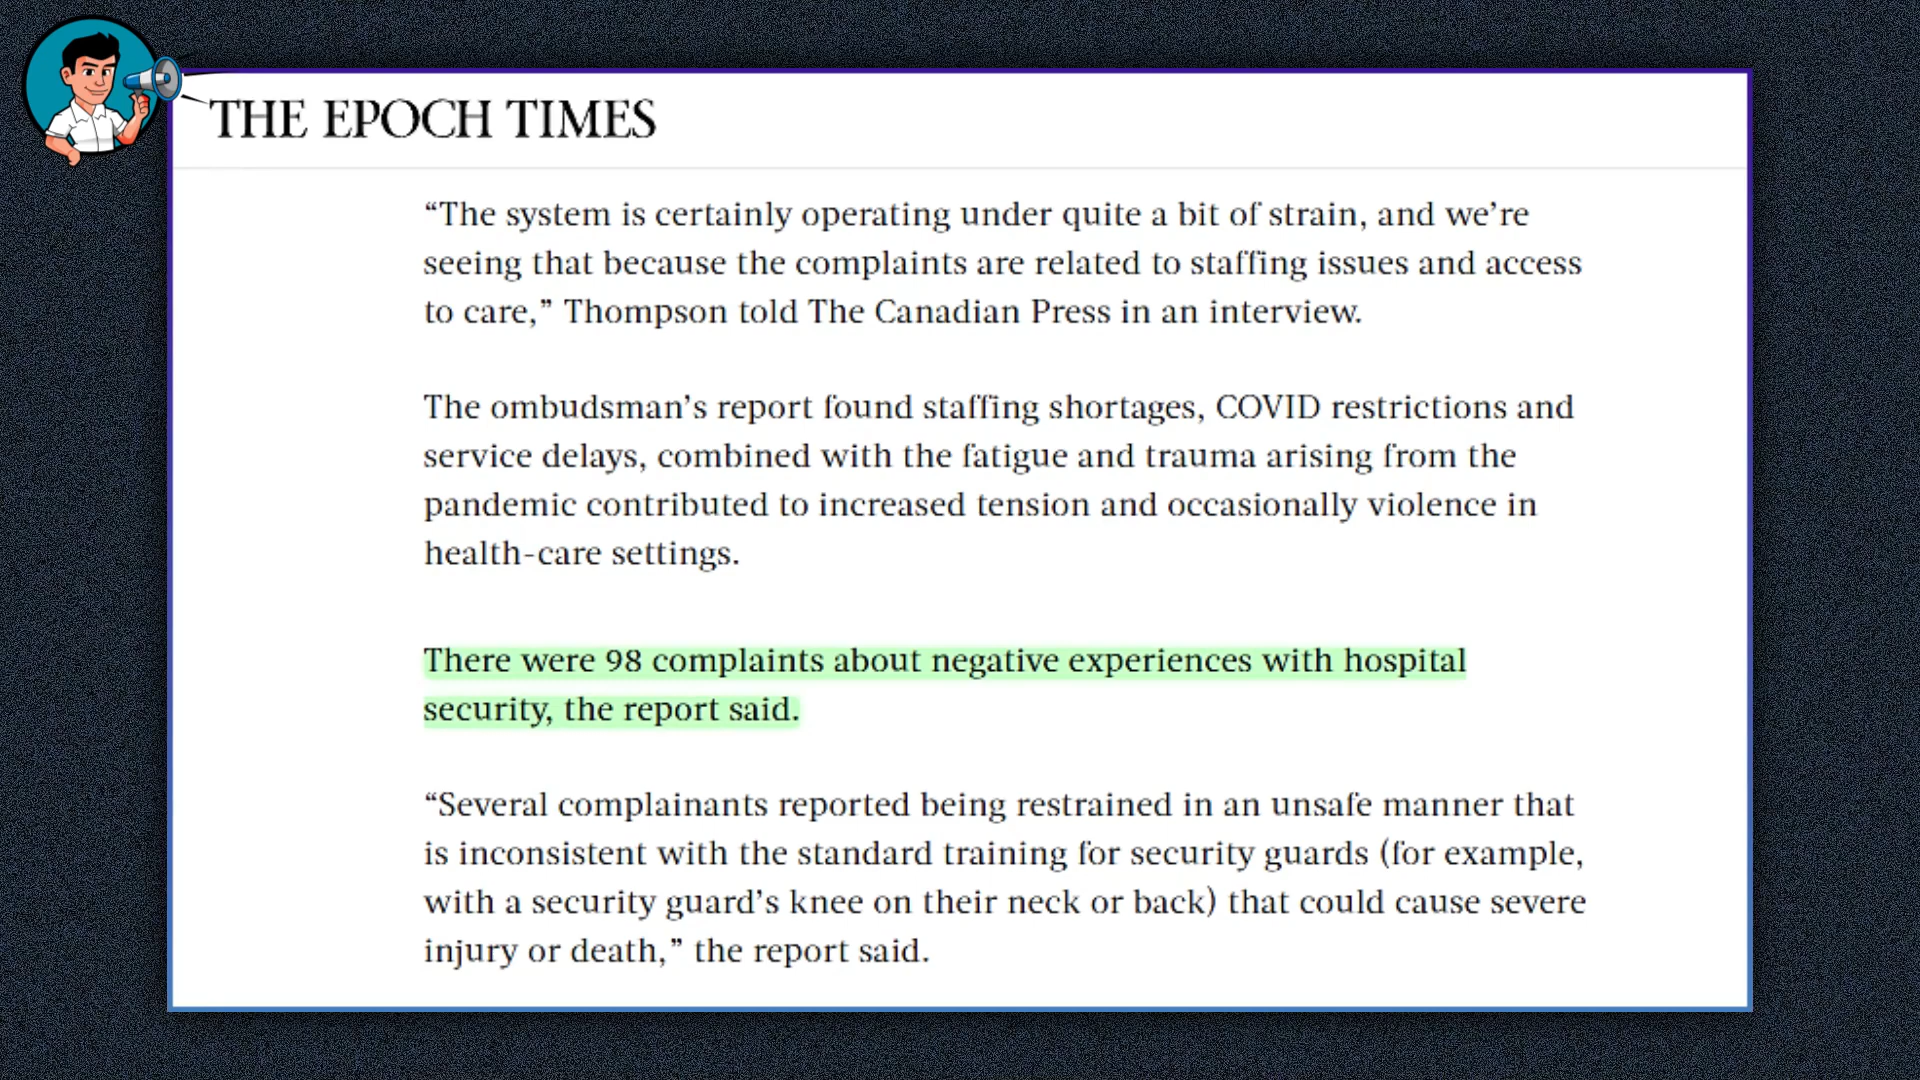 THE EPOCH TIMES
“The system is certainly operating under quite a bit of strain, and we’re
seeing that because the complaints are related to staffing issues and access
to care,” Thompson told The Canadian Press in an interview.
The ombudsman’s report found staffing shortages, COVID restrictions and
service delays, combined with the fatigue and trauma arising from the
pandemic contributed to increased tension and occasionally violence in
health-care settings.
There were 98 complaints about negative experiences with hospital
security, the report said.
“Several complainants reported being restrained in an unsafe manner that
is inconsistent with the standard training for security guards (for example,
with a security guard’s knee on their neck or back) that could cause severe
injury or death,” the report said.